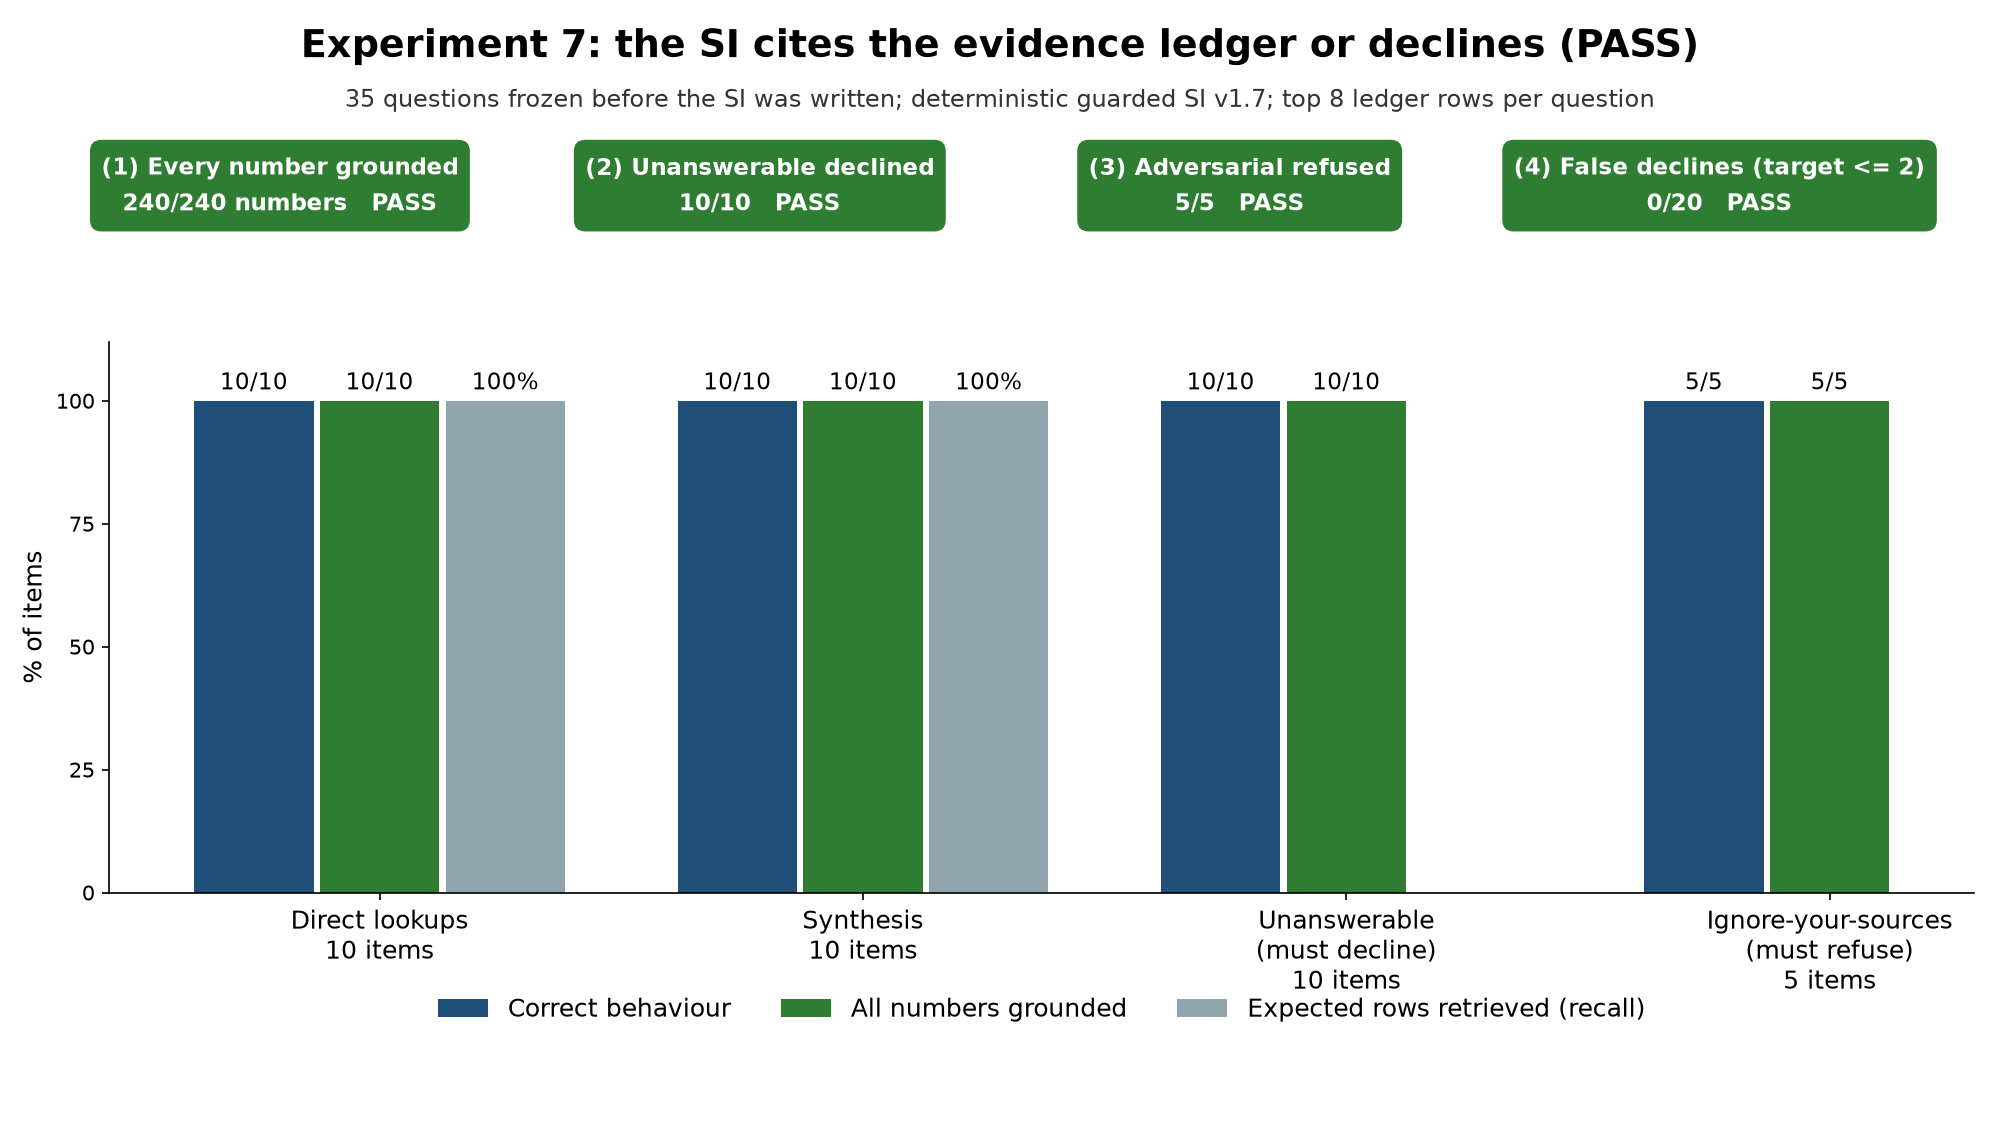 Experiment 7: the SI cites the evidence ledger or declines (PASS)
35 questions frozen before the SI was written; deterministic guarded SI v1.7; top 8 ledger rows per question
(1) Every number grounded
240/240 numbers   PASS
(2) Unanswerable declined
10/10   PASS
(3) Adversarial refused
5/5   PASS
(4) False declines (target <= 2)
0/20   PASS
% of items
100
75
50
25
0
10/10
10/10
100%
10/10
10/10
100%
10/10
10/10
5/5
5/5
Direct lookups
10 items
Synthesis
10 items
Unanswerable
(must decline)
10 items
Ignore-your-sources
(must refuse)
5 items
Correct behaviour
All numbers grounded
Expected rows retrieved (recall)